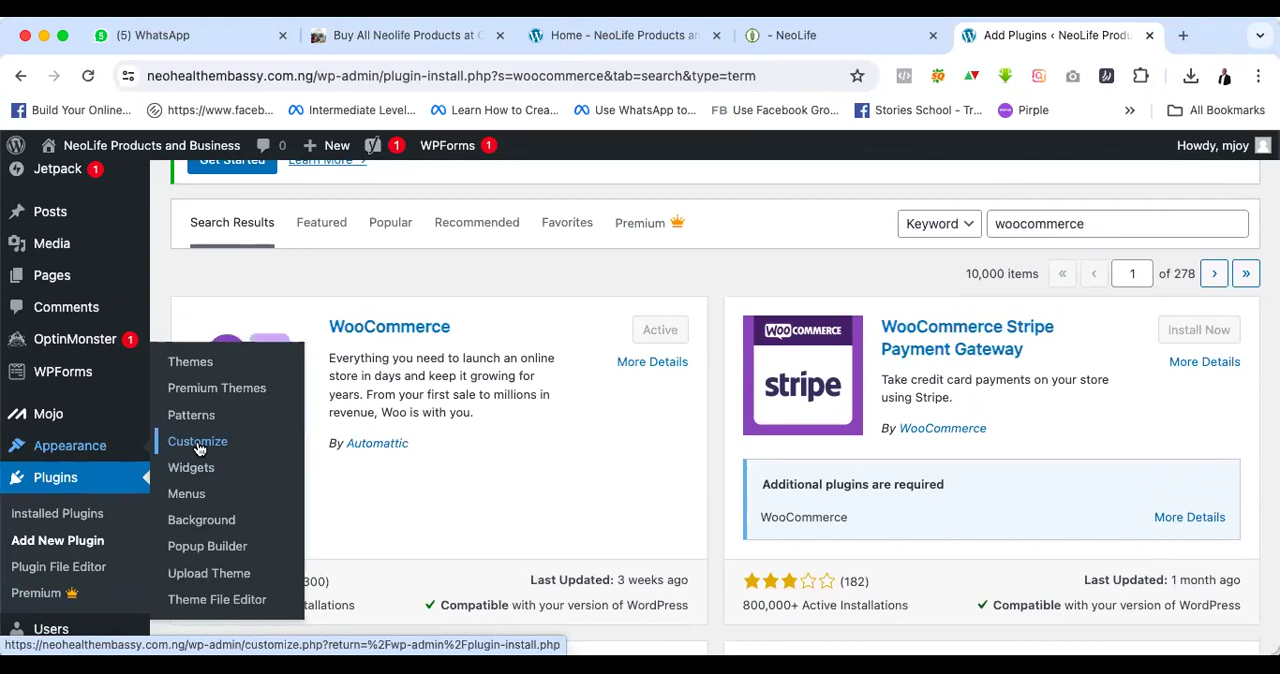 (5) WhatsApp
Buy All Neolife Products at C
Home - NeoLife Products an
- NeoLife
Add Plugins ‹ NeoLife Produ
neohealthembassy.com.ng/wp-admin/plugin-install.php?s=woocommerce&tab=search&type=term
Build Your Online...
https://www.faceb...
Intermediate Level...
Learn How to Crea...
Use WhatsApp to...
FB Use Facebook Gro...
Stories School - Tr...
Pirple
»
All Bookmarks
NeoLife Products and Business
0
New
1
WPForms 1
Howdy, mjoy
Jetpack 1
Posts
Media
Pages
Comments
OptinMonster 1
WPForms
Mojo
Appearance
Plugins
Installed Plugins
Add New Plugin
Plugin File Editor
Premium
Users
Themes
Premium Themes
Patterns
Customize
Widgets
Menus
Background
Popup Builder
Upload Theme
Theme File Editor
Get Started
Learn More
Search Results
Featured
Popular
Recommended
Favorites
Premium
Keyword
woocommerce
10,000 items
«
‹
1
of 278
›
»
WooCommerce
Active
More Details
Everything you need to launch an online
store in days and keep it growing for
years. From your first sale to millions in
revenue, Woo is with you.
By Automattic
300)
Last Updated: 3 weeks ago
tallations
Compatible with your version of WordPress
WOO COMMERCE
stripe
WooCommerce Stripe
Payment Gateway
Install Now
More Details
Take credit card payments on your store
using Stripe.
By WooCommerce
Additional plugins are required
WooCommerce
More Details
(182)
Last Updated: 1 month ago
800,000+ Active Installations
Compatible with your version of WordPress
https://neohealthembassy.com.ng/wp-admin/customize.php?return=%2Fwp-admin%2Fplugin-install.php